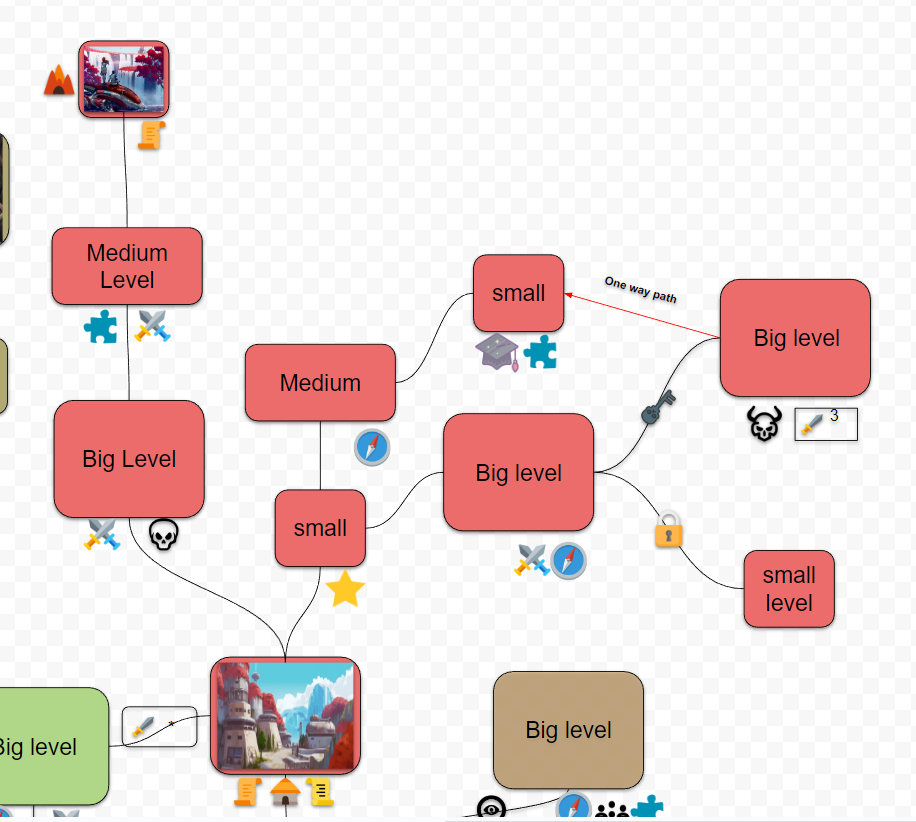 Medium
Level
small
One way path
Big level
Medium
3
Big Level
Big level
small
small
level
Big level
Big level
*